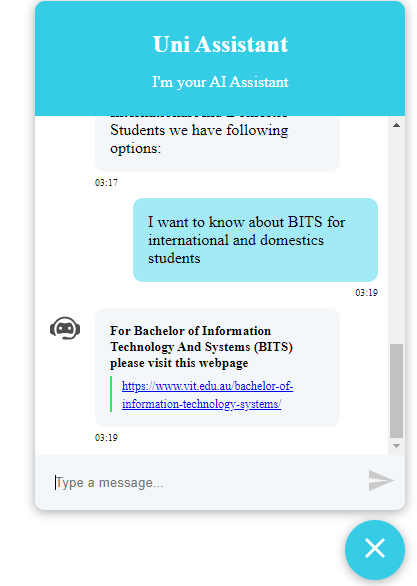 Uni Assistant
I'm your AI Assistant
Students we have following
options:
03:17
I want to know about BITS for
international and domestics
students
03:19
For Bachelor of Information
Technology And Systems (BITS)
please visit this webpage
https://www.vit.edu.au/bachelor-of-
information-technology-systems/
03:19
Type a message...